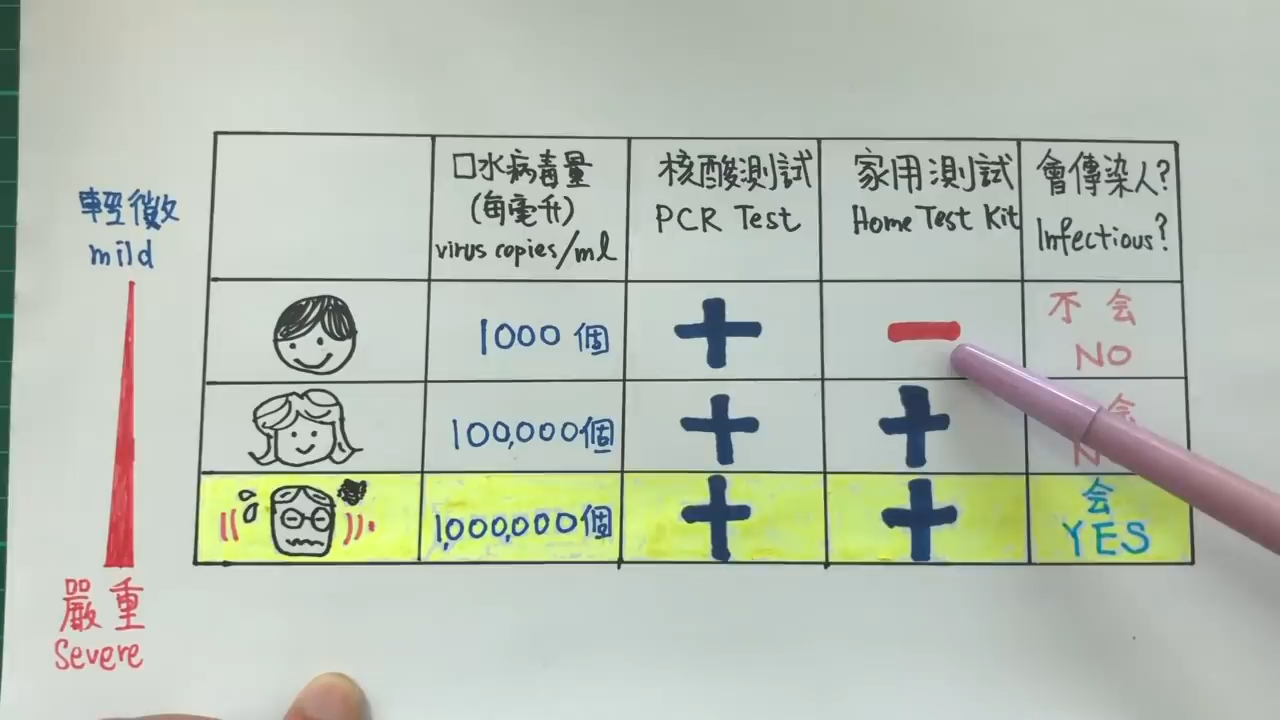 輕微
mild
嚴重
Severe
口水病毒量
(每毫升)
virus copies/ml
核酸測試
PCR Test
家用測試
Home Test Kit
會傳染人?
Infectious?
1000 個
+
−
不会
NO
100,000個
+
+
会
N
1,000,000個
+
+
会
YES